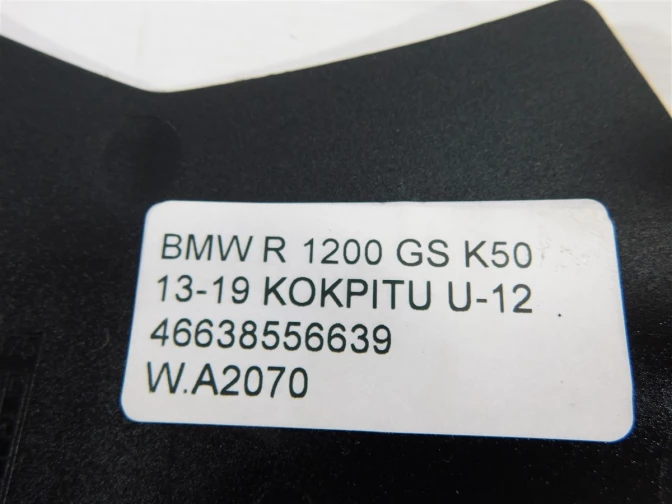 BMW R 1200 GS K50
13-19 KOKPITU U-12
46638556639
W.A2070